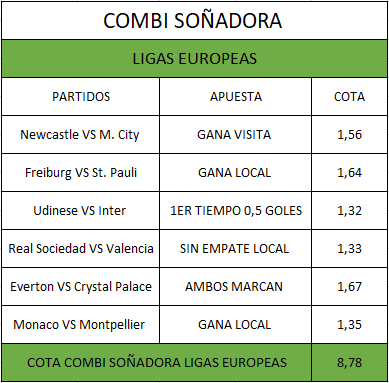 COMBI SOÑADORA
LIGAS EUROPEAS
PARTIDOS APUESTA COTA
Newcastle VS M. City GANA VISITA 1,56
Freiburg VS St. Pauli GANA LOCAL 1,64
Udinese VS Inter 1ER TIEMPO 0,5 GOLES 1,32
Real Sociedad VS Valencia SIN EMPATE LOCAL 1,33
Everton VS Crystal Palace AMBOS MARCAN 1,67
Monaco VS Montpellier GANA LOCAL 1,35
COTA COMBI SOÑADORA LIGAS EUROPEAS 8,78